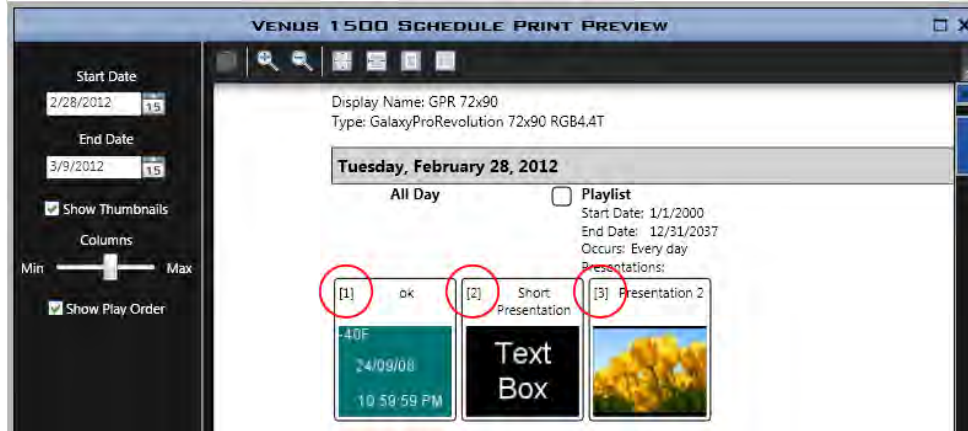 VENUS 1500 SCHEDULE PRINT PREVIEW
Start Date
2/28/2012 15
End Date
3/9/2012 15
Show Thumbnails
Columns
Min Max
Show Play Order
Display Name: GPR 72x90
Type: GalaxyProRevolution 72x90 RGB4.4T
Tuesday, February 28, 2012
All Day
Playlist
Start Date: 1/1/2000
End Date: 12/31/2037
Occurs: Every day
Presentations:
[1] ok
-40F
24/09/08
10:59:59 PM
[2] Short
Presentation
Text
Box
[3] Presentation 2